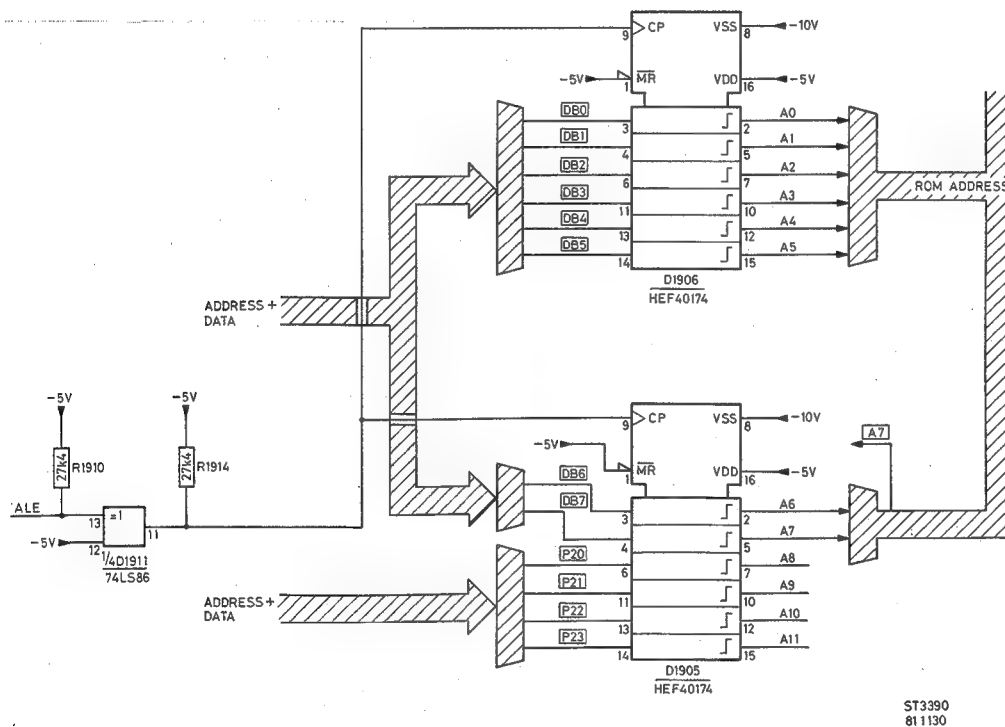 9
CP
VSS
8
-10V
-5V
1
MR
VDD
16
-5V
DB0
3
2
A0
DB1
4
5
A1
DB2
6
7
A2
DB3
11
10
A3
DB4
13
12
A4
DB5
14
15
A5
ROM ADDRESS
D1906
HEF40174
ADDRESS +
DATA
-5V
-5V
27k4
R1910
27k4
R1914
ALE
13
=1
11
-5V
12
1/4D1911
74LS86
9
CP
VSS
8
-10V
-5V
1
MR
VDD
16
-5V
A7
DB6
3
2
A6
DB7
4
5
A7
P20
6
7
A8
P21
11
10
A9
P22
13
12
A10
P23
14
15
A11
ADDRESS +
DATA
D1905
HEF40174
ST3390
811130